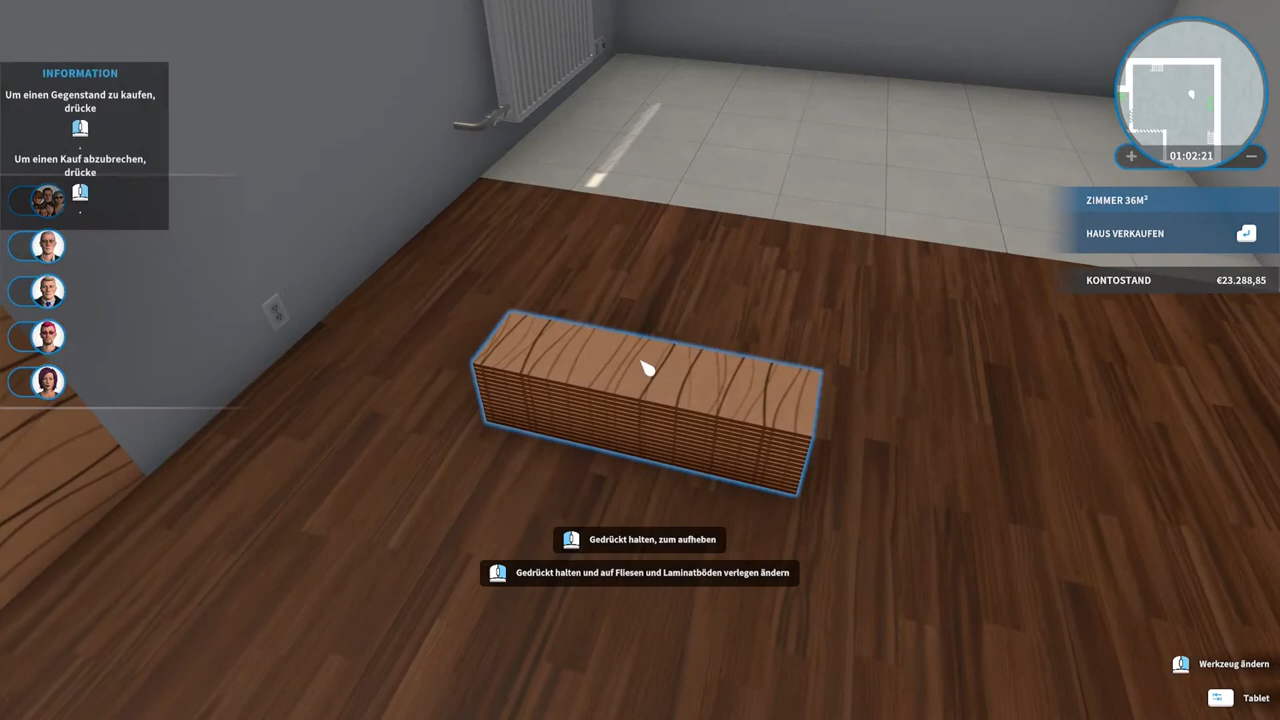 INFORMATION
Um einen Gegenstand zu kaufen,
drücke
.
Um einen Kauf abzubrechen,
drücke
.
01:02:21
ZIMMER 36M²
HAUS VERKAUFEN
KONTOSTAND €23.288,85
Gedrückt halten, zum aufheben
Gedrückt halten und auf Fliesen und Laminatböden verlegen ändern
Werkzeug ändern
Tablet